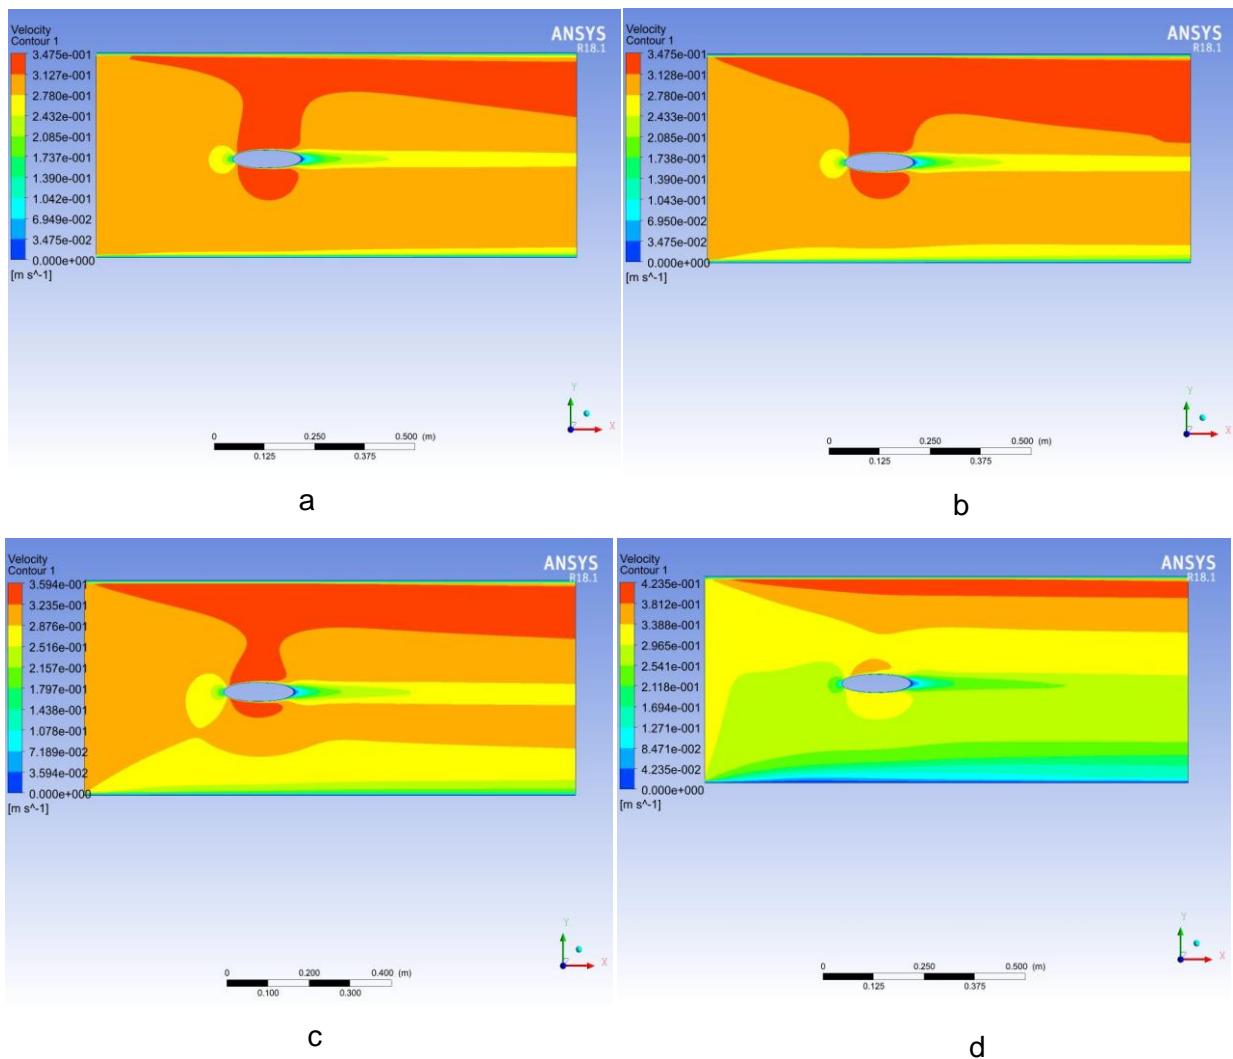 Velocity
Contour 1
3.475e-001
3.127e-001
2.780e-001
2.432e-001
2.085e-001
1.737e-001
1.390e-001
1.042e-001
6.949e-002
3.475e-002
0.000e+000
[m s^-1]
ANSYS
R18.1
Y
X
0 0.250 0.500 (m)
0.125 0.375
a
Velocity
Contour 1
3.475e-001
3.128e-001
2.780e-001
2.433e-001
2.085e-001
1.738e-001
1.390e-001
1.043e-001
6.950e-002
3.475e-002
0.000e+000
[m s^-1]
ANSYS
R18.1
Y
X
0 0.250 0.500 (m)
0.125 0.375
b
Velocity
Contour 1
3.594e-001
3.235e-001
2.876e-001
2.516e-001
2.157e-001
1.797e-001
1.438e-001
1.078e-001
7.189e-002
3.594e-002
0.000e+000
[m s^-1]
ANSYS
R18.1
Y
X
0 0.200 0.400 (m)
0.100 0.300
c
Velocity
Contour 1
4.235e-001
3.812e-001
3.388e-001
2.965e-001
2.541e-001
2.118e-001
1.694e-001
1.271e-001
8.471e-002
4.235e-002
0.000e+000
[m s^-1]
ANSYS
R18.1
Y
X
0 0.250 0.500 (m)
0.125 0.375
d